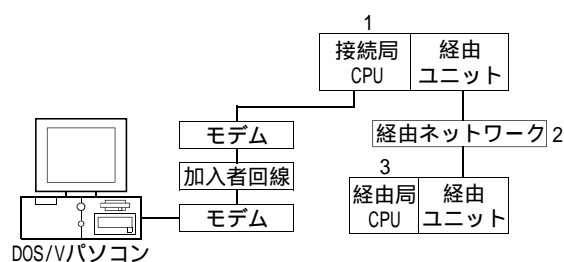 1
接続局
CPU
経由
ユニット
モデム
加入者回線
モデム
経由ネットワーク 2
3
経由局
CPU
経由
ユニット
DOS/Vパソコン